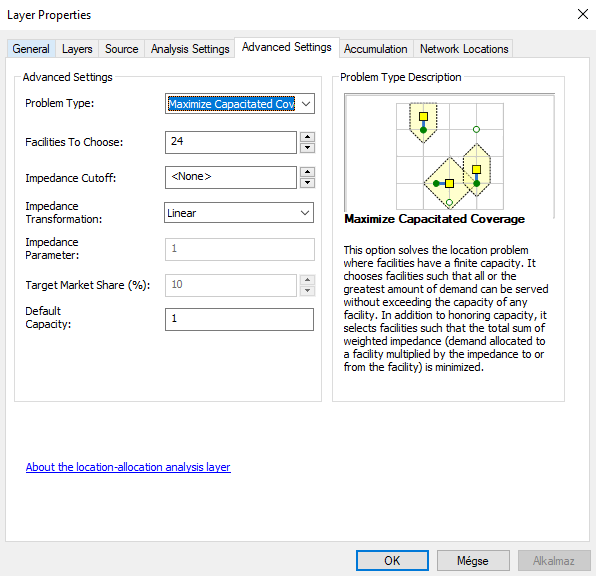 Layer Properties
General Layers Source Analysis Settings Advanced Settings Accumulation Network Locations
Advanced Settings
Problem Type: Maximize Capacitated Cov
Facilities To Choose: 24
Impedance Cutoff: <None>
Impedance
Transformation: Linear
Impedance
Parameter: 1
Target Market Share (%): 10
Default
Capacity: 1
Problem Type Description
Maximize Capacitated Coverage
This option solves the location problem
where facilities have a finite capacity. It
chooses facilities such that all or the
greatest amount of demand can be served
without exceeding the capacity of any
facility. In addition to honoring capacity, it
selects facilities such that the total sum of
weighted impedance (demand allocated to
a facility multiplied by the impedance to or
from the facility) is minimized.
About the location-allocation analysis layer
OK Mégse Alkalmaz